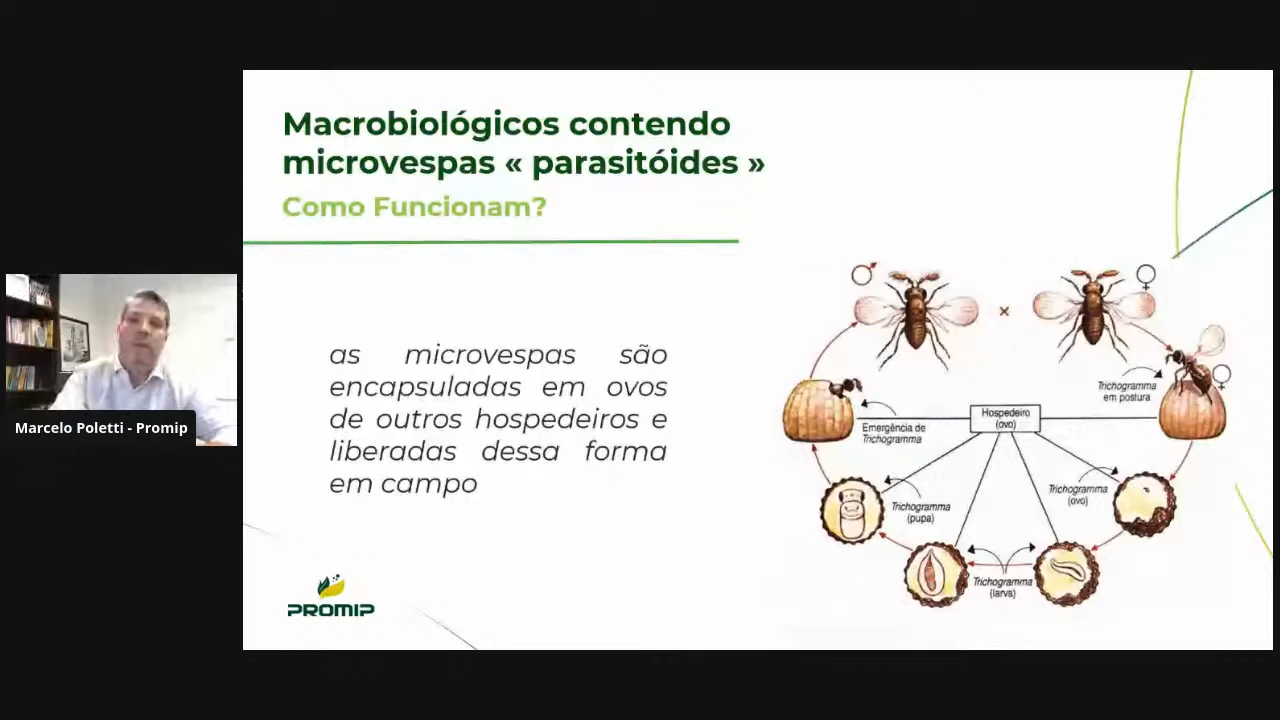 Macrobiológicos contendo
microvespas « parasitóides »
Como Funcionam?
as microvespas são
encapsuladas em ovos
de outros hospedeiros e
liberadas dessa forma
em campo
Trichogramma
em postura
Hospedeiro
(ovo)
Emergência de
Trichogramma
Trichogramma
(ovo)
Trichogramma
(pupa)
Trichogramma
(larva)
PROMIP
Marcelo Poletti - Promip